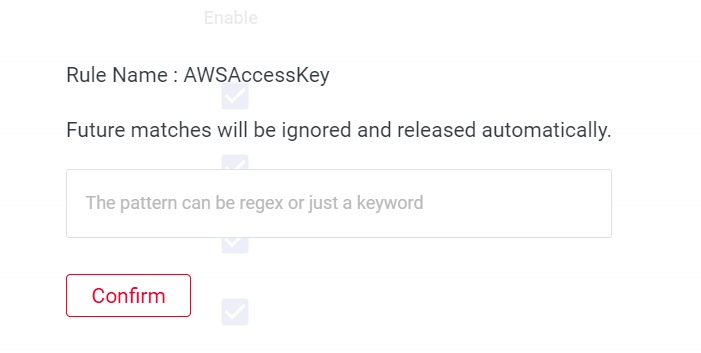 Enable
Rule Name : AWSAccessKey
Future matches will be ignored and released automatically.
The pattern can be regex or just a keyword
Confirm